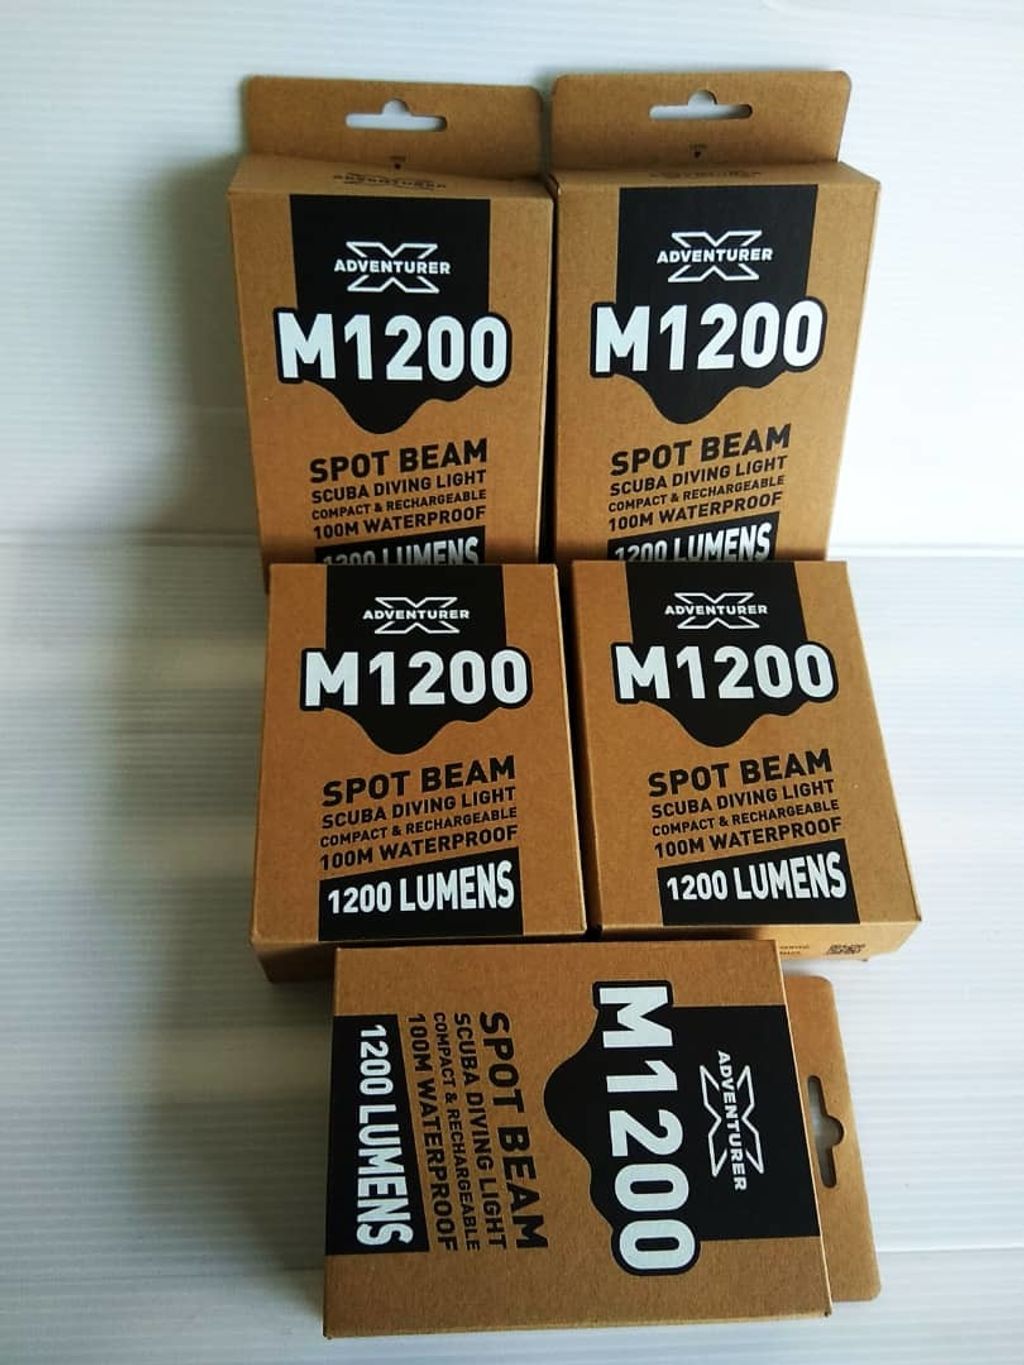 ADVENTURER
M1200
SPOT BEAM
SCUBA DIVING LIGHT
COMPACT & RECHARGEABLE
100M WATERPROOF
1200 LUMENS
ADVENTURER
M1200
SPOT BEAM
SCUBA DIVING LIGHT
COMPACT & RECHARGEABLE
100M WATERPROOF
1200 LUMENS
X
ADVENTURER
M1200
SPOT BEAM
SCUBA DIVING LIGHT
COMPACT & RECHARGEABLE
100M WATERPROOF
1200 LUMENS
ADVENTURER
M1200
SPOT BEAM
SCUBA DIVING LIGHT
COMPACT & RECHARGEABLE
100M WATERPROOF
1200 LUMENS
ADVENTURER
M1200
SPOT BEAM
SCUBA DIVING LIGHT
COMPACT & RECHARGEABLE
100M WATERPROOF
1200 LUMENS